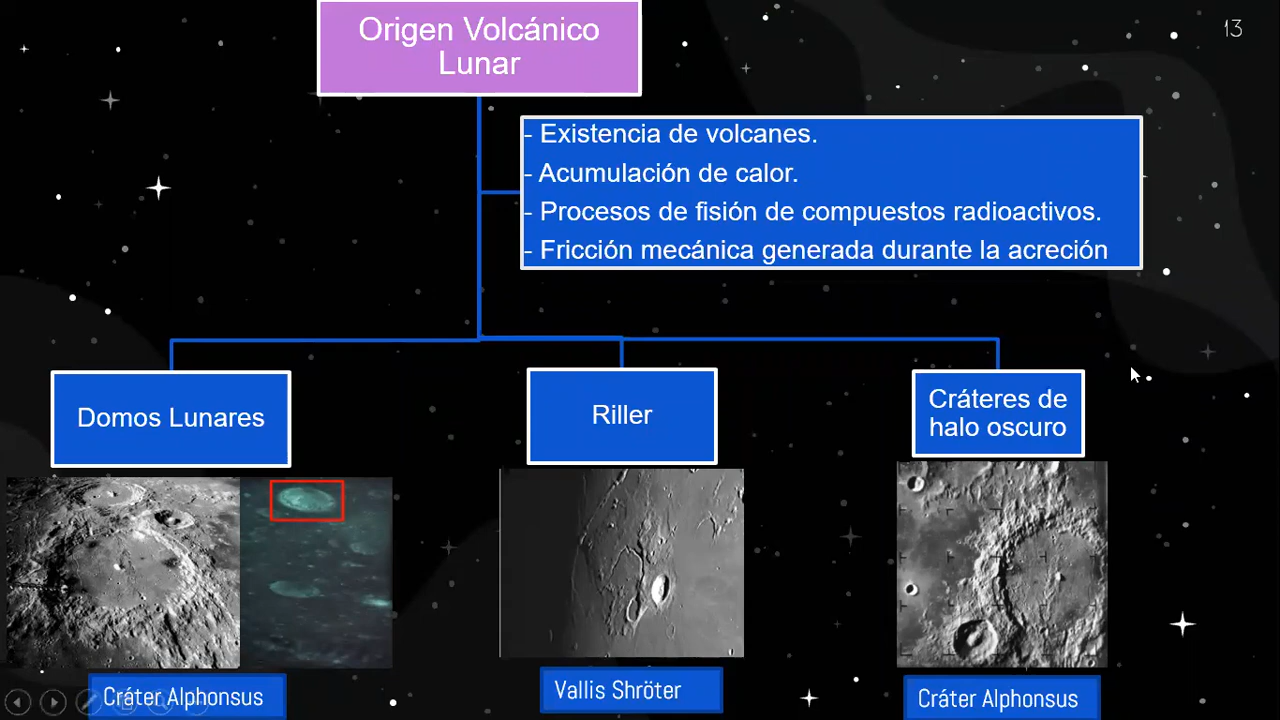 Origen Volcánico
Lunar
13
- Existencia de volcanes.
- Acumulación de calor.
- Procesos de fisión de compuestos radioactivos.
- Fricción mecánica generada durante la acreción
Domos Lunares
Riller
Cráteres de
halo oscuro
Cráter Alphonsus
Vallis Shröter
Cráter Alphonsus